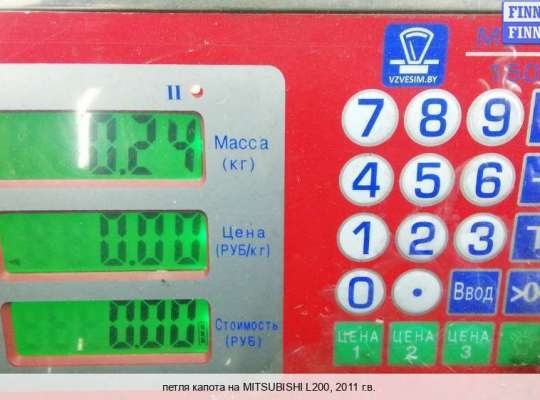 FINN
FINN
VZVESIM.BY
II
0.24
Масса
(кг)
0.00
Цена
(РУБ/кг)
0.00
Стоимость
(РУБ)
7 8 9
4 5 6
1 2 3
0 . Ввод >0
ЦЕНА 1
ЦЕНА 2
ЦЕНА 3
петля капота на MITSUBISHI L200, 2011 г.в.